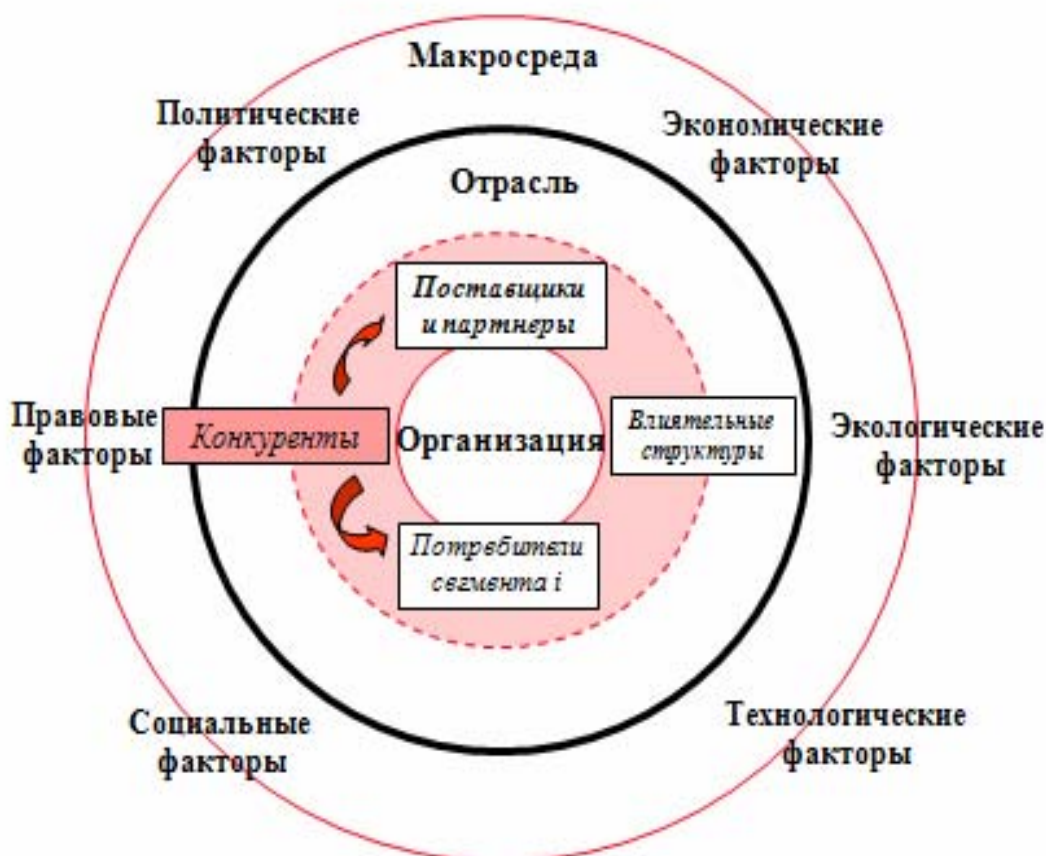 Макросреда
Политические
факторы
Экономические
факторы
Отрасль
Поставщики
и партнеры
Правовые
факторы
Конкуренты
Организация
Влиятельные
структуры
Экологические
факторы
Потребители
сегмента i
Социальные
факторы
Технологические
факторы